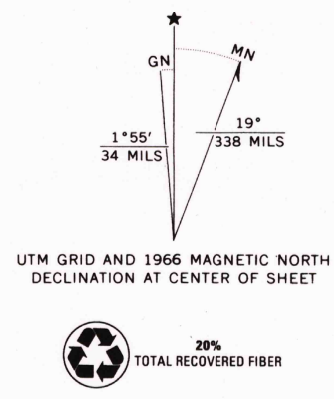 ★
GN
MN
1°55′
34 MILS
19°
338 MILS
UTM GRID AND 1966 MAGNETIC NORTH
DECLINATION AT CENTER OF SHEET
20%
TOTAL RECOVERED FIBER